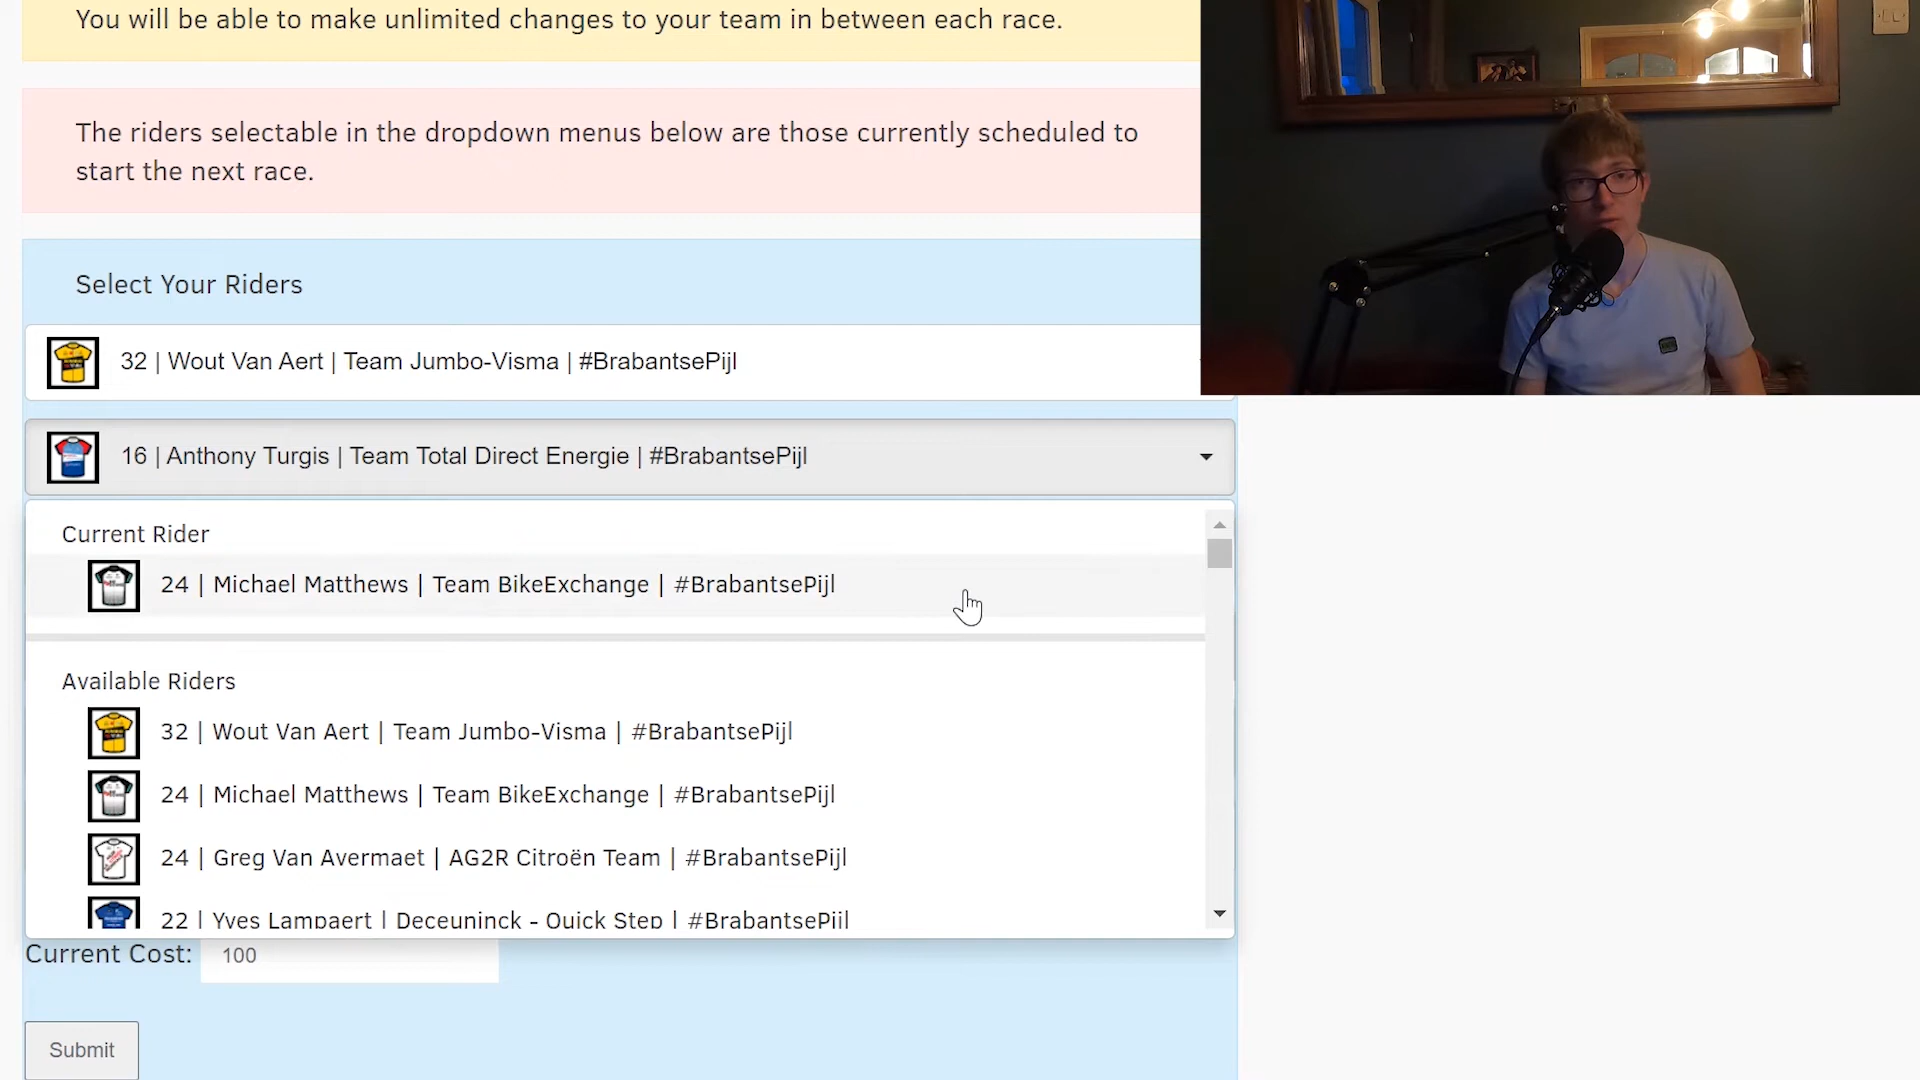 You will be able to make unlimited changes to your team in between each race.
The riders selectable in the dropdown menus below are those currently scheduled to
start the next race.
Select Your Riders
32 | Wout Van Aert | Team Jumbo-Visma | #BrabantsePijl
16 | Anthony Turgis | Team Total Direct Energie | #BrabantsePijl
Current Rider
24 | Michael Matthews | Team BikeExchange | #BrabantsePijl
Available Riders
32 | Wout Van Aert | Team Jumbo-Visma | #BrabantsePijl
24 | Michael Matthews | Team BikeExchange | #BrabantsePijl
24 | Greg Van Avermaet | AG2R Citroën Team | #BrabantsePijl
22 | Yves Lampaert | Deceuninck - Quick Step | #BrabantsePijl
Current Cost: 100
Submit